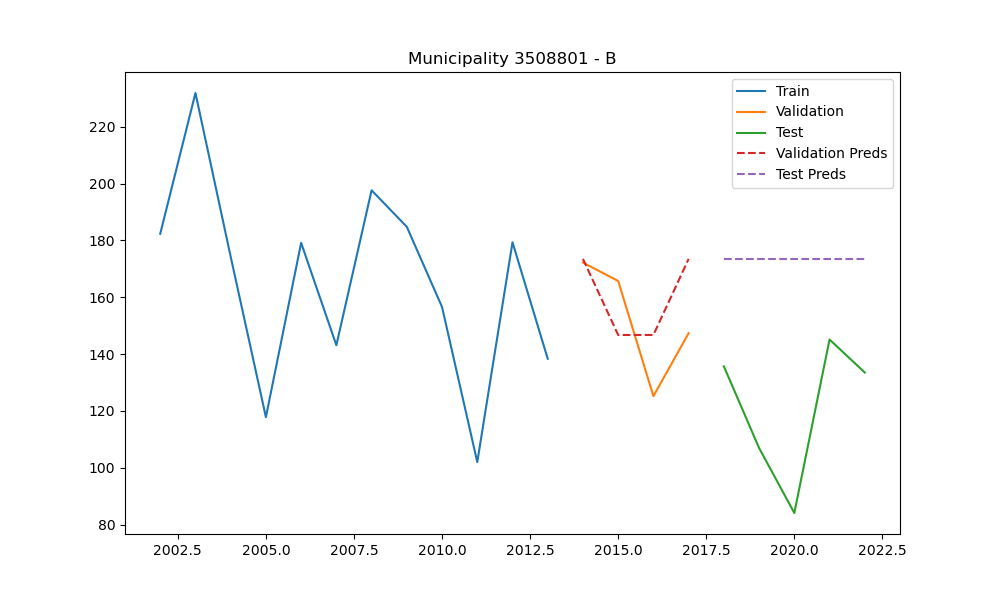 Municipality 3508801 - B
Train
Validation
Test
Validation Preds
Test Preds
220
200
180
160
140
120
100
80
2002.5 2005.0 2007.5 2010.0 2012.5 2015.0 2017.5 2020.0 2022.5